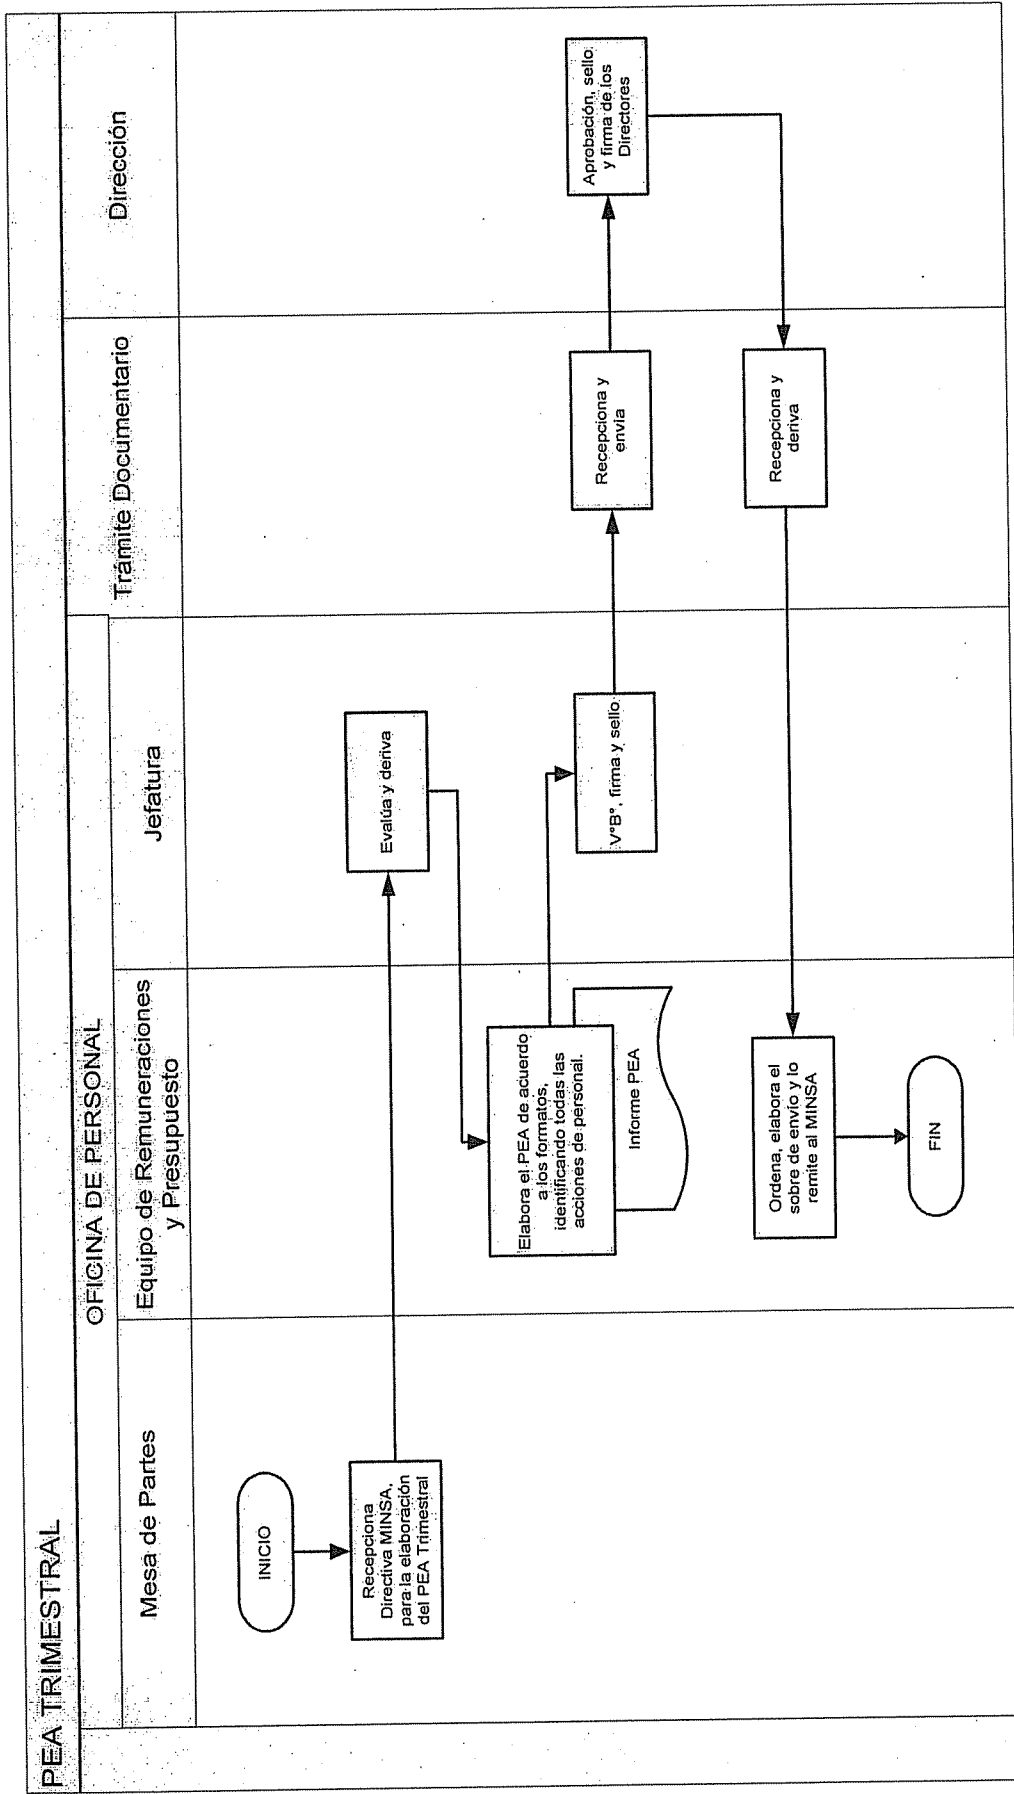 PEA TRIMESTRAL
OFICINA DE PERSONAL
Mesa de Partes
Equipo de Remuneraciones
y Presupuesto
Jefatura
Trámite Documentario
Dirección
INICIO
Recepciona
Directiva MINSA,
para la elaboración
del PEA Trimestral
Evalúa y deriva
Elabora el PEA de acuerdo
a los formatos,
identificando todas las
acciones de personal.
Informe PEA
V°B°, firma y sello
Recepciona y
envía
Aprobación, sello
y firma de los
Directores
Recepciona y
deriva
Ordena, elabora el
sobre de envío y lo
remite al MINSA
FIN